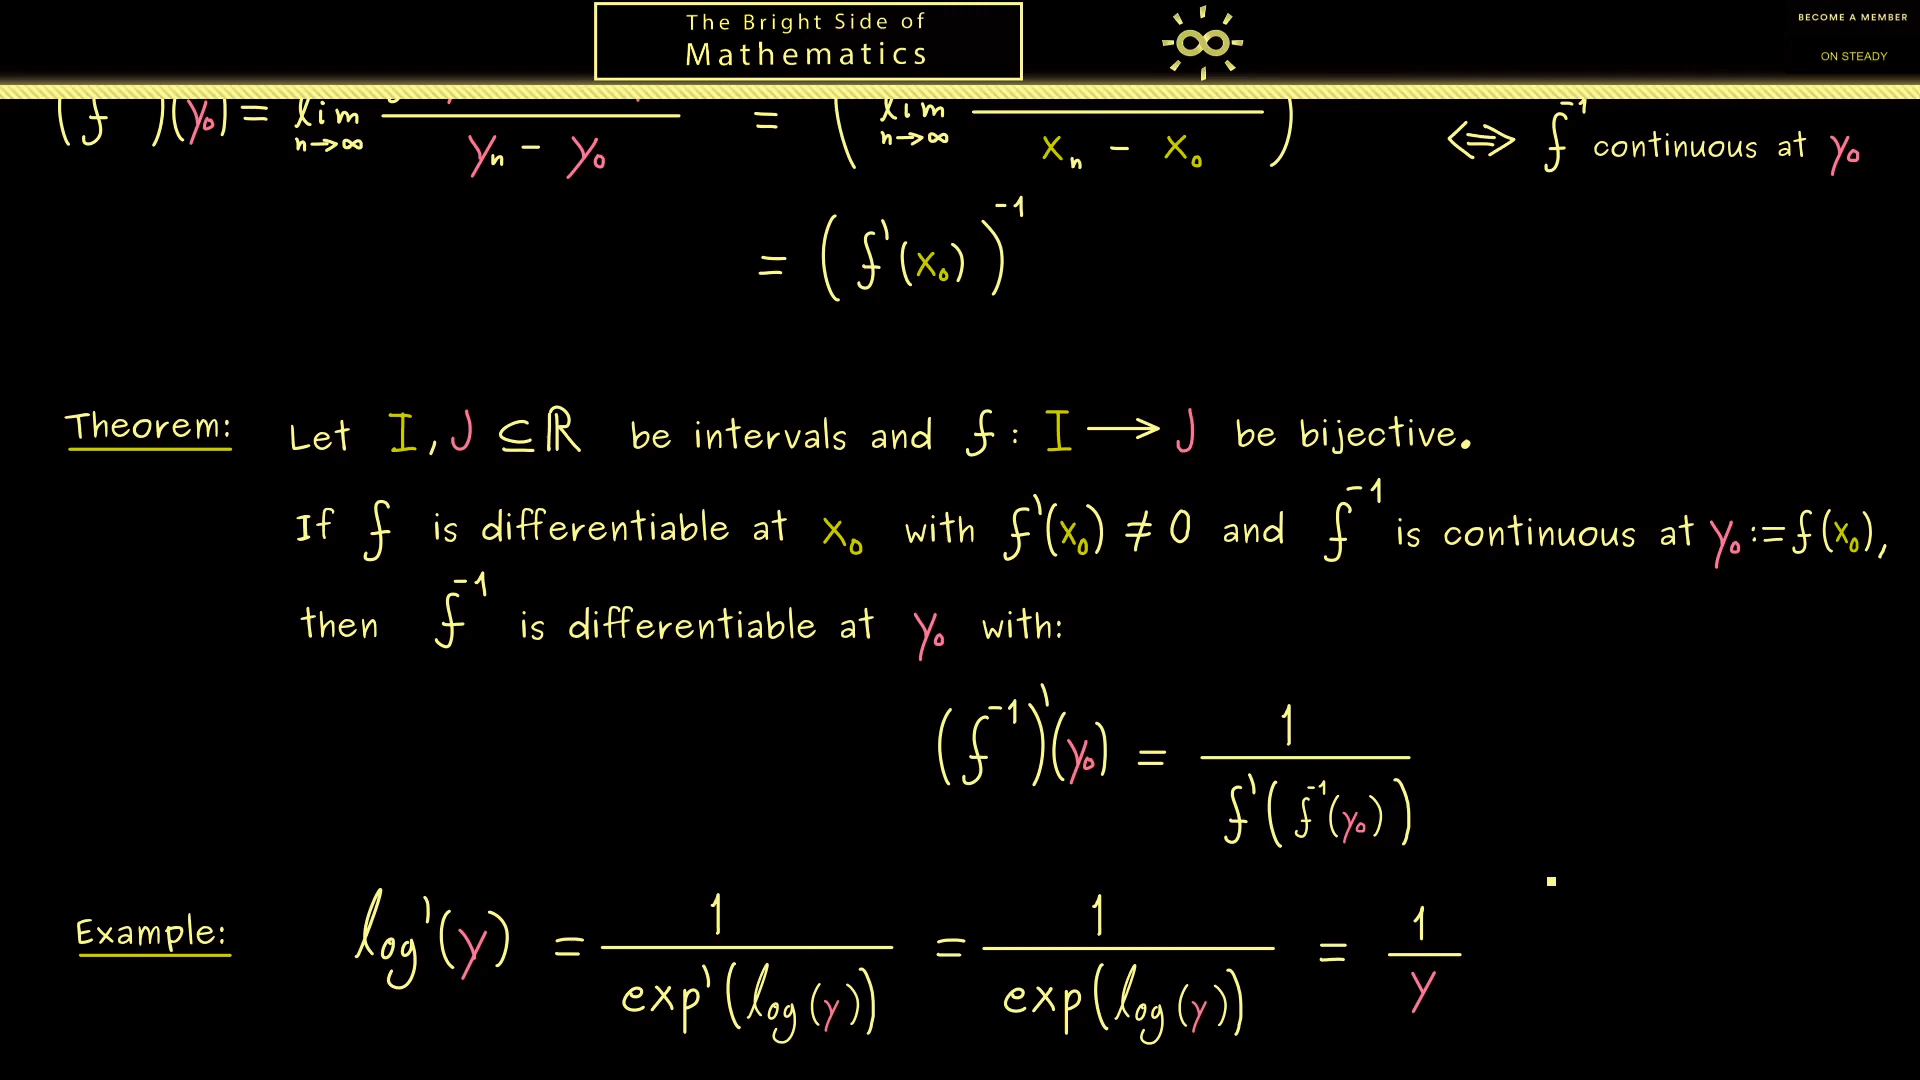 The Bright Side of
Mathematics
BECOME A MEMBER
ON STEADY
(f )(y₀) = lim n→∞ / yₙ - y₀ = ( lim n→∞ / xₙ - x₀ ) ⟺ f⁻¹ continuous at y₀
= ( f'(x₀) )⁻¹
Theorem: Let I, J ⊆ ℝ be intervals and f : I ⟶ J be bijective.
If f is differentiable at x₀ with f'(x₀) ≠ 0 and f⁻¹ is continuous at y₀ := f(x₀),
then f⁻¹ is differentiable at y₀ with:
(f⁻¹)'(y₀) = 1 / f'(f⁻¹(y₀))
Example: log'(y) = 1 / exp'(log(y)) = 1 / exp(log(y)) = 1 / y